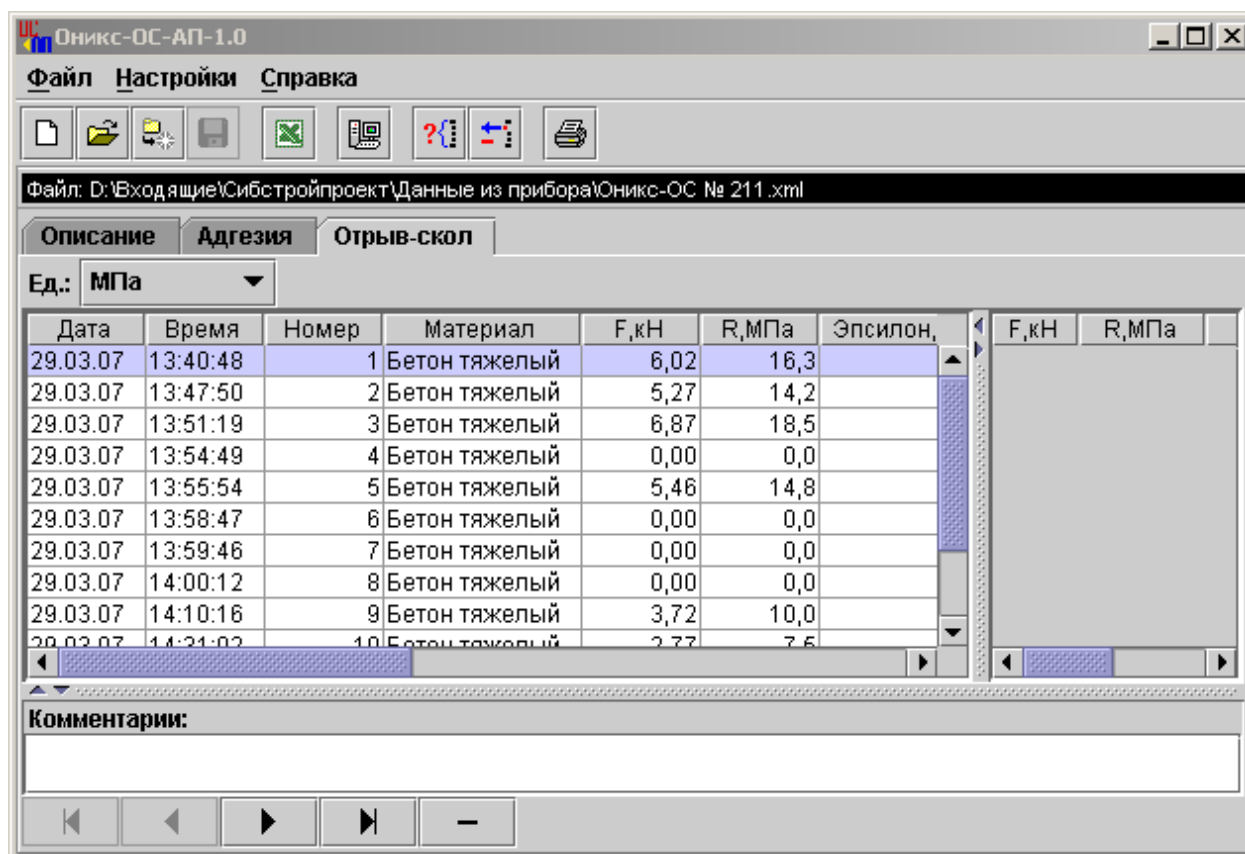 Оникс-ОС-АП-1.0
Файл Настройки Справка
Файл: D:\Входящие\Сибстройпроект\Данные из прибора\Оникс-ОС № 211.xml
Описание Адгезия Отрыв-скол
Ед.: МПа
Дата Время Номер Материал F,кН R,МПа Эпсилон, F,кН R,МПа
29.03.07 13:40:48 1 Бетон тяжелый 6,02 16,3
29.03.07 13:47:50 2 Бетон тяжелый 5,27 14,2
29.03.07 13:51:19 3 Бетон тяжелый 6,87 18,5
29.03.07 13:54:49 4 Бетон тяжелый 0,00 0,0
29.03.07 13:55:54 5 Бетон тяжелый 5,46 14,8
29.03.07 13:58:47 6 Бетон тяжелый 0,00 0,0
29.03.07 13:59:46 7 Бетон тяжелый 0,00 0,0
29.03.07 14:00:12 8 Бетон тяжелый 0,00 0,0
29.03.07 14:10:16 9 Бетон тяжелый 3,72 10,0
29.03.07 10 Бетон тяжелый
Комментарии: